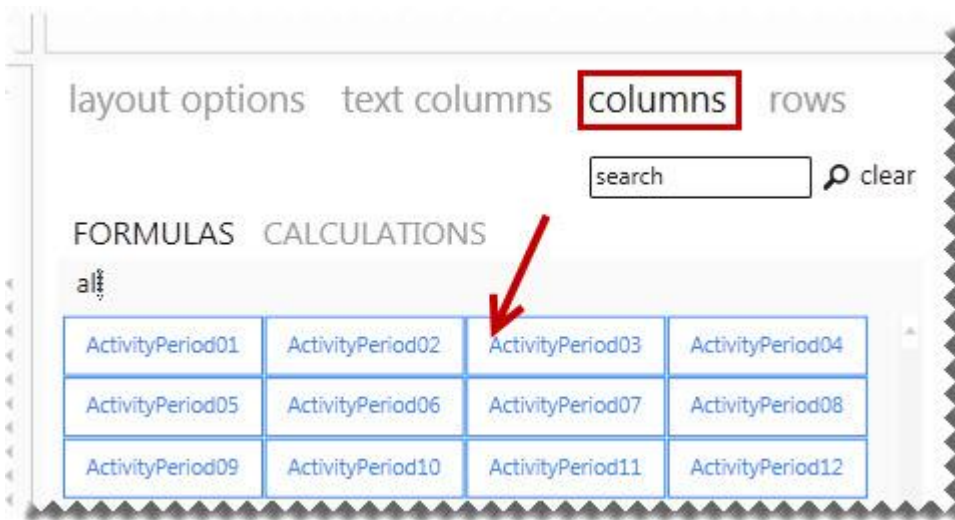 layout options text columns columns rows
search clear
FORMULAS CALCULATIONS
all
ActivityPeriod01 ActivityPeriod02 ActivityPeriod03 ActivityPeriod04
ActivityPeriod05 ActivityPeriod06 ActivityPeriod07 ActivityPeriod08
ActivityPeriod09 ActivityPeriod10 ActivityPeriod11 ActivityPeriod12